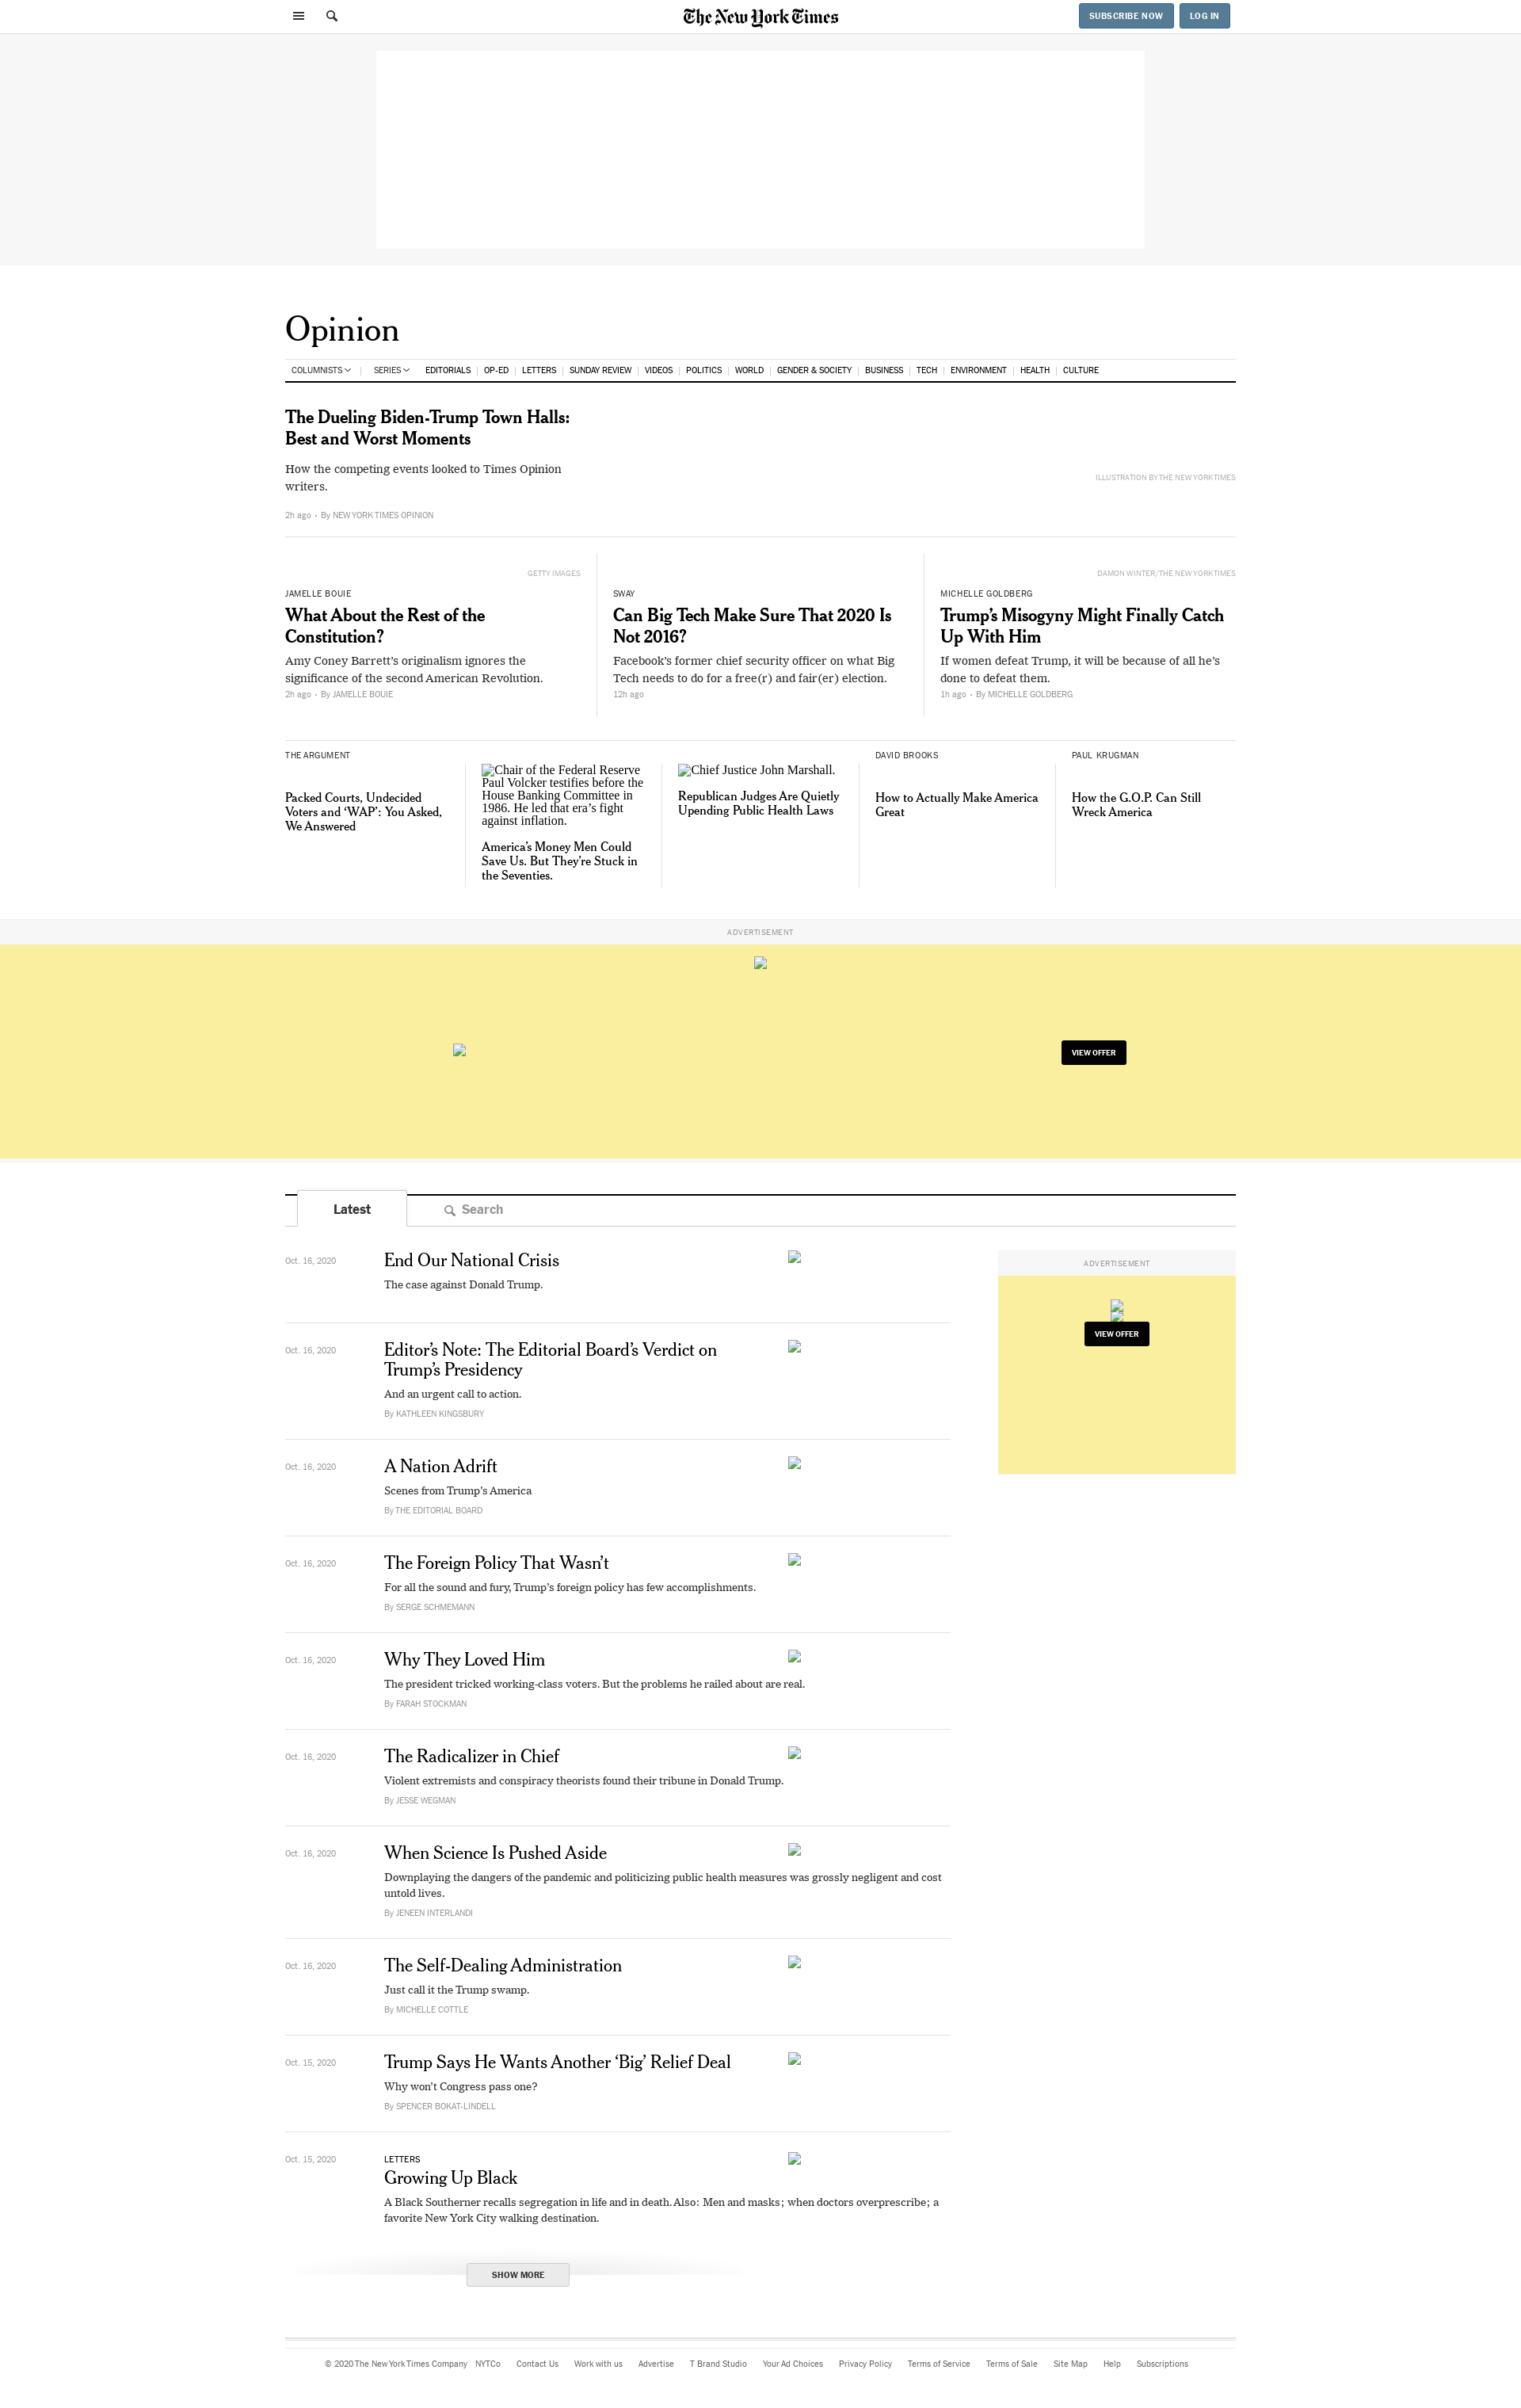 The New York Times
SUBSCRIBE NOW
LOG IN
Opinion
COLUMNISTS
SERIES
EDITORIALS
OP-ED
LETTERS
SUNDAY REVIEW
VIDEOS
POLITICS
WORLD
GENDER & SOCIETY
BUSINESS
TECH
ENVIRONMENT
HEALTH
CULTURE
The Dueling Biden-Trump Town Halls:
Best and Worst Moments
How the competing events looked to Times Opinion
writers.
2h ago • By NEW YORK TIMES OPINION
ILLUSTRATION BY THE NEW YORK TIMES
GETTY IMAGES
JAMELLE BOUIE
What About the Rest of the
Constitution?
Amy Coney Barrett’s originalism ignores the
significance of the second American Revolution.
2h ago • By JAMELLE BOUIE
SWAY
Can Big Tech Make Sure That 2020 Is
Not 2016?
Facebook’s former chief security officer on what Big
Tech needs to do for a free(r) and fair(er) election.
12h ago
DAMON WINTER/THE NEW YORK TIMES
MICHELLE GOLDBERG
Trump’s Misogyny Might Finally Catch
Up With Him
If women defeat Trump, it will be because of all he’s
done to defeat them.
1h ago • By MICHELLE GOLDBERG
THE ARGUMENT
Packed Courts, Undecided
Voters and ‘WAP’: You Asked,
We Answered
Chair of the Federal Reserve
Paul Volcker testifies before the
House Banking Committee in
1986. He led that era’s fight
against inflation.
America’s Money Men Could
Save Us. But They’re Stuck in
the Seventies.
Chief Justice John Marshall.
Republican Judges Are Quietly
Upending Public Health Laws
DAVID BROOKS
How to Actually Make America
Great
PAUL KRUGMAN
How the G.O.P. Can Still
Wreck America
ADVERTISEMENT
VIEW OFFER
Latest
Search
Oct. 16, 2020
End Our National Crisis
The case against Donald Trump.
Oct. 16, 2020
Editor’s Note: The Editorial Board’s Verdict on
Trump’s Presidency
And an urgent call to action.
By KATHLEEN KINGSBURY
Oct. 16, 2020
A Nation Adrift
Scenes from Trump’s America
By THE EDITORIAL BOARD
Oct. 16, 2020
The Foreign Policy That Wasn’t
For all the sound and fury, Trump’s foreign policy has few accomplishments.
By SERGE SCHMEMANN
Oct. 16, 2020
Why They Loved Him
The president tricked working-class voters. But the problems he railed about are real.
By FARAH STOCKMAN
Oct. 16, 2020
The Radicalizer in Chief
Violent extremists and conspiracy theorists found their tribune in Donald Trump.
By JESSE WEGMAN
Oct. 16, 2020
When Science Is Pushed Aside
Downplaying the dangers of the pandemic and politicizing public health measures was grossly negligent and cost
untold lives.
By JENEEN INTERLANDI
Oct. 16, 2020
The Self-Dealing Administration
Just call it the Trump swamp.
By MICHELLE COTTLE
Oct. 15, 2020
Trump Says He Wants Another ‘Big’ Relief Deal
Why won’t Congress pass one?
By SPENCER BOKAT-LINDELL
Oct. 15, 2020
LETTERS
Growing Up Black
A Black Southerner recalls segregation in life and in death. Also: Men and masks; when doctors overprescribe; a
favorite New York City walking destination.
SHOW MORE
ADVERTISEMENT
VIEW OFFER
© 2020 The New York Times Company
NYTCo
Contact Us
Work with us
Advertise
T Brand Studio
Your Ad Choices
Privacy Policy
Terms of Service
Terms of Sale
Site Map
Help
Subscriptions